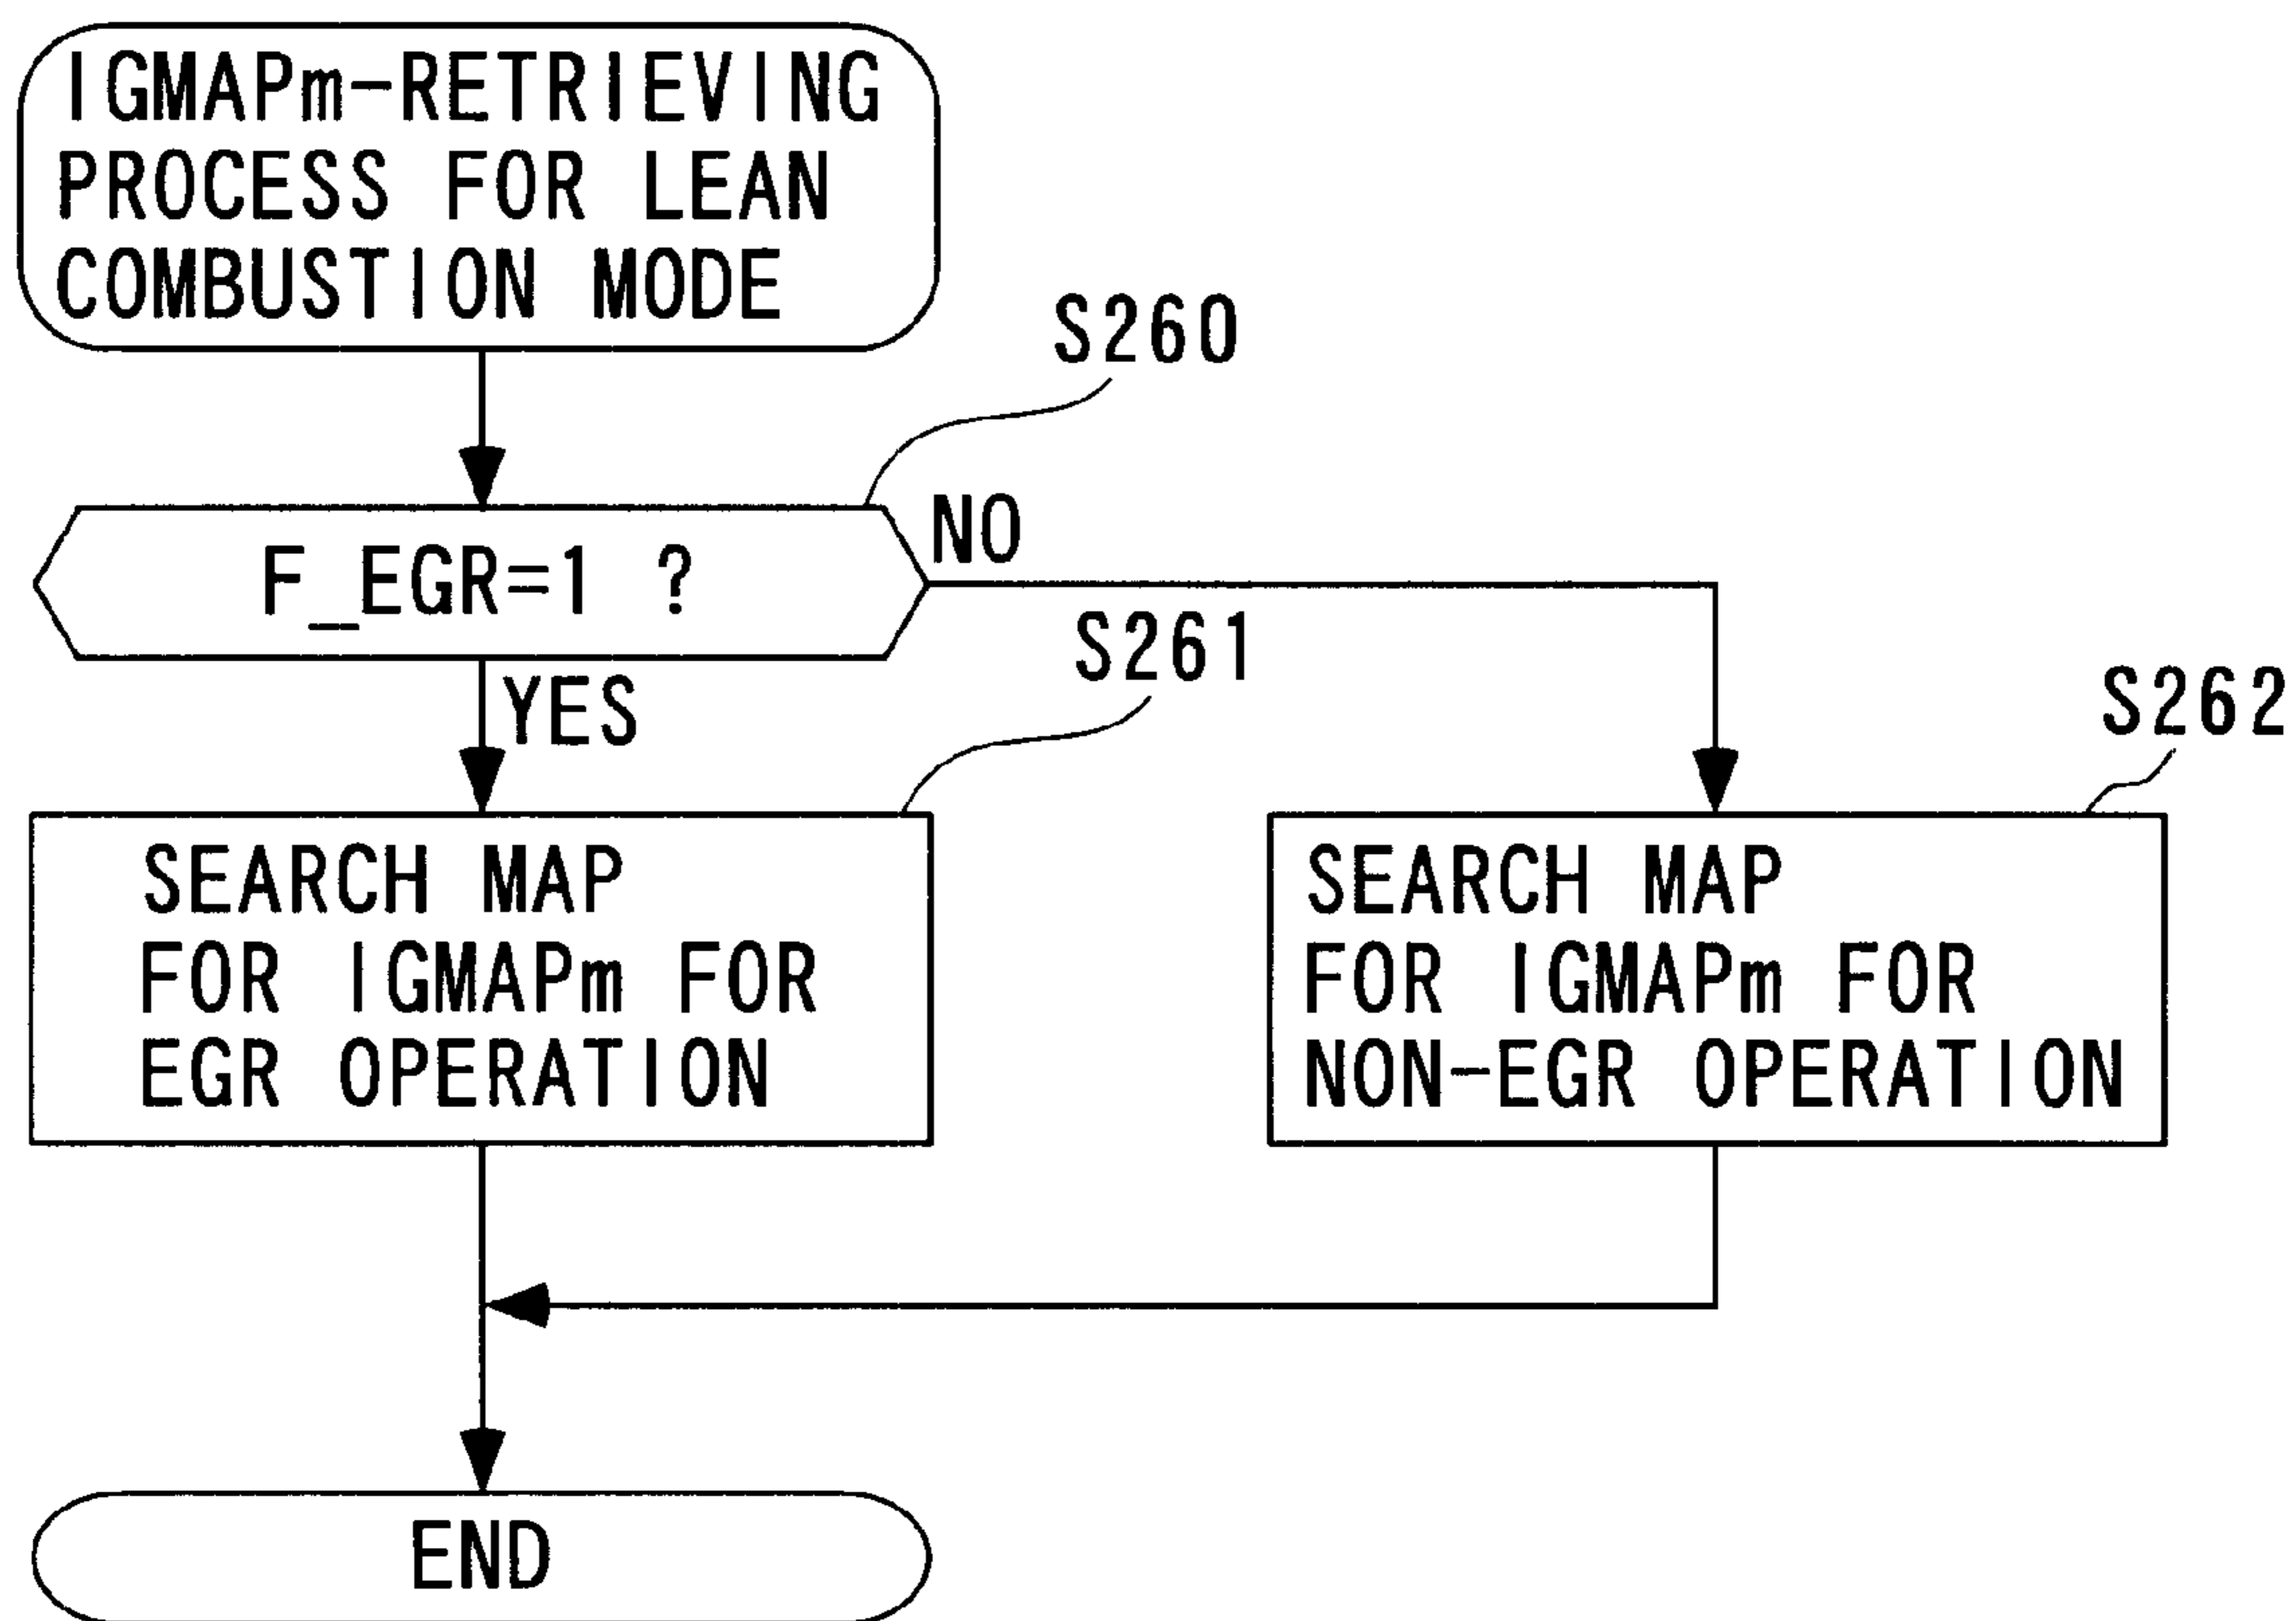 IGMAPm-RETRIEVING
PROCESS FOR LEAN
COMBUSTION MODE
S260
F_EGR=1 ?
NO
YES
S261
SEARCH MAP
FOR IGMAPm FOR
EGR OPERATION
S262
SEARCH MAP
FOR IGMAPm FOR
NON-EGR OPERATION
END